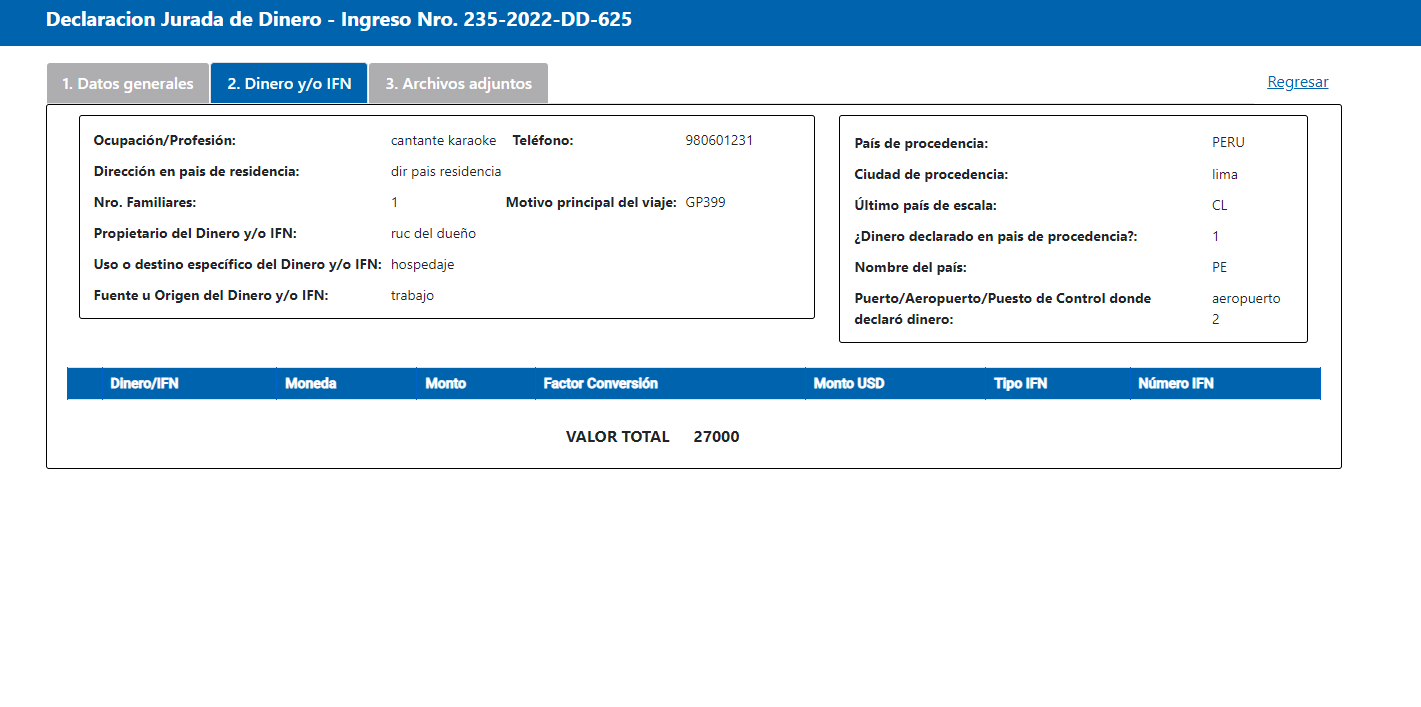 Declaracion Jurada de Dinero - Ingreso Nro. 235-2022-DD-625
1. Datos generales
2. Dinero y/o IFN
3. Archivos adjuntos
Regresar
Ocupación/Profesión: cantante karaoke Teléfono: 980601231
Dirección en pais de residencia: dir pais residencia
Nro. Familiares: 1 Motivo principal del viaje: GP399
Propietario del Dinero y/o IFN: ruc del dueño
Uso o destino específico del Dinero y/o IFN: hospedaje
Fuente u Origen del Dinero y/o IFN: trabajo
País de procedencia: PERU
Ciudad de procedencia: lima
Último país de escala: CL
¿Dinero declarado en pais de procedencia?: 1
Nombre del país: PE
Puerto/Aeropuerto/Puesto de Control donde aeropuerto
declaró dinero: 2
Dinero/IFN Moneda Monto Factor Conversión Monto USD Tipo IFN Número IFN
VALOR TOTAL 27000